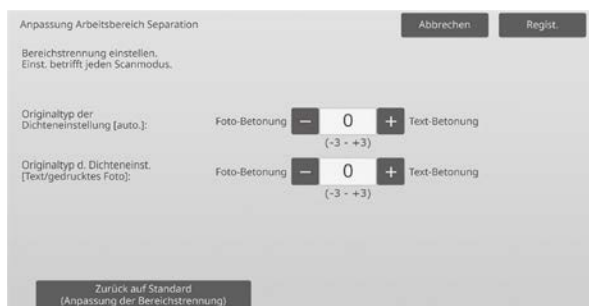 Anpassung Arbeitsbereich Separation
Abbrechen
Regist.
Bereichstrennung einstellen.
Einst. betrifft jeden Scanmodus.
Originaltyp der
Dichteneinstellung [auto.]:
Foto-Betonung
−
0
+
Text-Betonung
(-3 - +3)
Originaltyp d. Dichteneinst.
[Text/gedrucktes Foto]:
Foto-Betonung
−
0
+
Text-Betonung
(-3 - +3)
Zurück auf Standard
(Anpassung der Bereichstrennung)